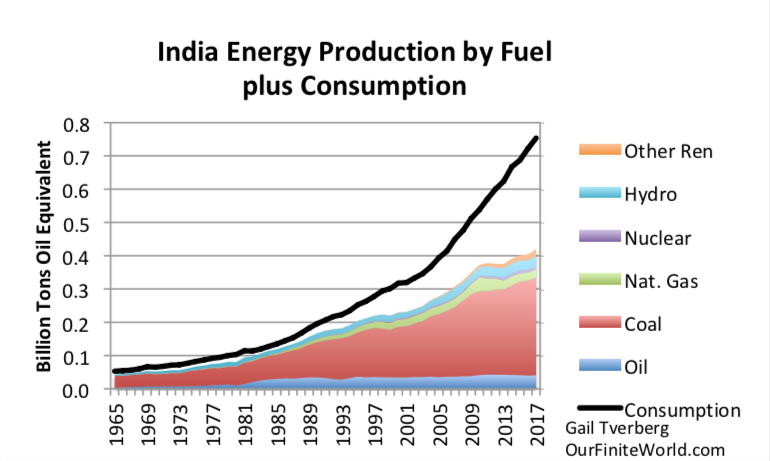 India Energy Production by Fuel
plus Consumption
Billion Tons Oil Equivalent
0.8
0.7
0.6
0.5
0.4
0.3
0.2
0.1
0.0
1965
1969
1973
1977
1981
1985
1989
1993
1997
2001
2005
2009
2013
2017
Other Ren
Hydro
Nuclear
Nat. Gas
Coal
Oil
Consumption
Gail Tverberg
OurFiniteWorld.com